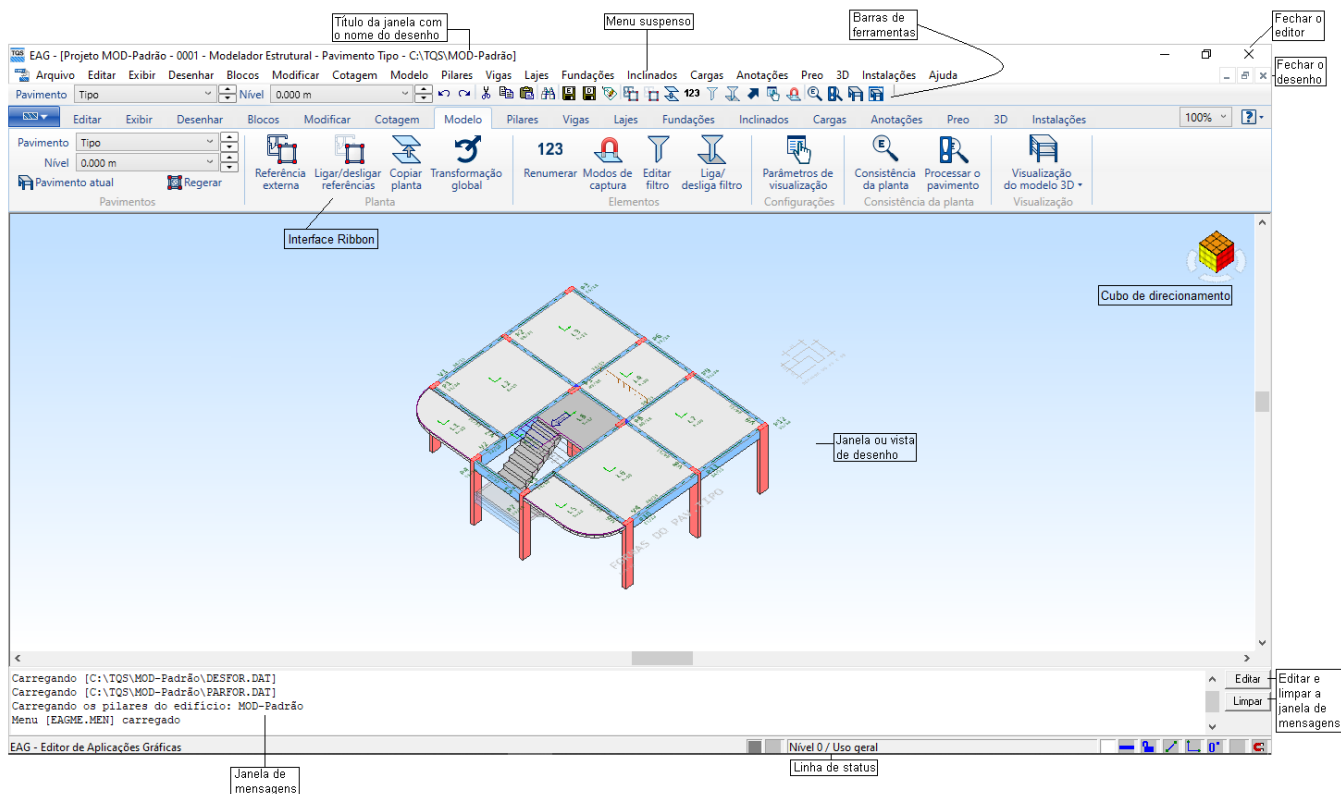 Título da janela com
o nome do desenho
Menu suspenso
Barras de
ferramentas
Fechar o
editor
EAG - [Projeto MOD-Padrão - 0001 - Modelador Estrutural - Pavimento Tipo - C:\TQS\MOD-Padrão]
Fechar o
desenho
Arquivo Editar Exibir Desenhar Blocos Modificar Cotagem Modelo Pilares Vigas Lajes Fundações Inclinados Cargas Anotações Preo 3D Instalações Ajuda
Pavimento Tipo Nível 0.000 m 123
Editar Exibir Desenhar Blocos Modificar Cotagem Modelo Pilares Vigas Lajes Fundações Inclinados Cargas Anotações Preo 3D Instalações 100% ?
Pavimento Tipo
Nível 0.000 m
Pavimento atual Regerar
Pavimentos
Referência
externa
Ligar/desligar
referências
Copiar
planta
Transformação
global
Planta
123
Renumerar
Modos de
captura
Editar
filtro
Liga/
desliga filtro
Elementos
Parâmetros de
visualização
Configurações
Consistência
da planta
Processar o
pavimento
Consistência da planta
Visualização
do modelo 3D
Visualização
Interface Ribbon
Cubo de direcionamento
Janela ou vista
de desenho
FORMAS DO PAV TIPO
Carregando [C:\TQS\MOD-Padrão\DESFOR.DAT]
Carregando [C:\TQS\MOD-Padrão\PARFOR.DAT]
Carregando os pilares do edifício: MOD-Padrão
Menu [EAGME.MEN] carregado
Editar
Limpar
Editar e
limpar a
janela de
mensagens
EAG - Editor de Aplicações Gráficas
Nível 0 / Uso geral
0°
Linha de status
Janela de
mensagens